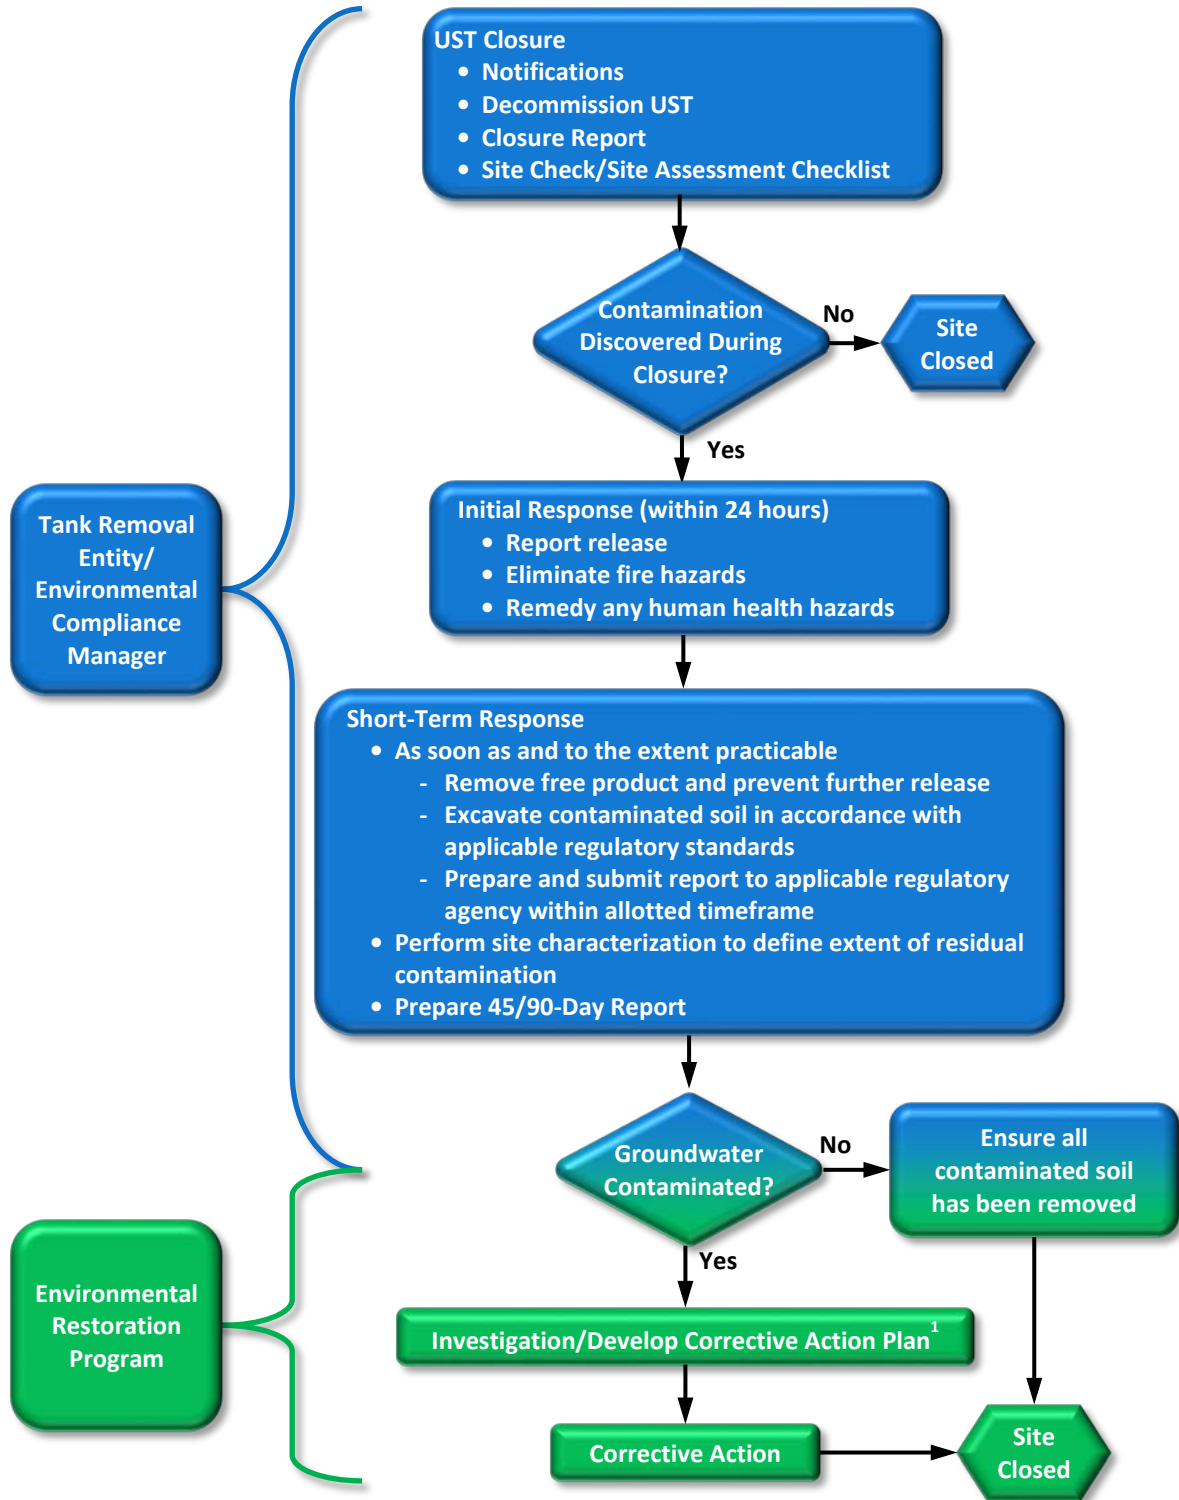 UST Closure
• Notifications
• Decommission UST
• Closure Report
• Site Check/Site Assessment Checklist
Contamination
Discovered During
Closure?
No
Site
Closed
Yes
Initial Response (within 24 hours)
• Report release
• Eliminate fire hazards
• Remedy any human health hazards
Tank Removal
Entity/
Environmental
Compliance
Manager
Short-Term Response
• As soon as and to the extent practicable
- Remove free product and prevent further release
- Excavate contaminated soil in accordance with
applicable regulatory standards
- Prepare and submit report to applicable regulatory
agency within allotted timeframe
• Perform site characterization to define extent of residual
contamination
• Prepare 45/90-Day Report
Groundwater
Contaminated?
No
Ensure all
contaminated soil
has been removed
Yes
Environmental
Restoration
Program
Investigation/Develop Corrective Action Plan1
Corrective Action
Site
Closed